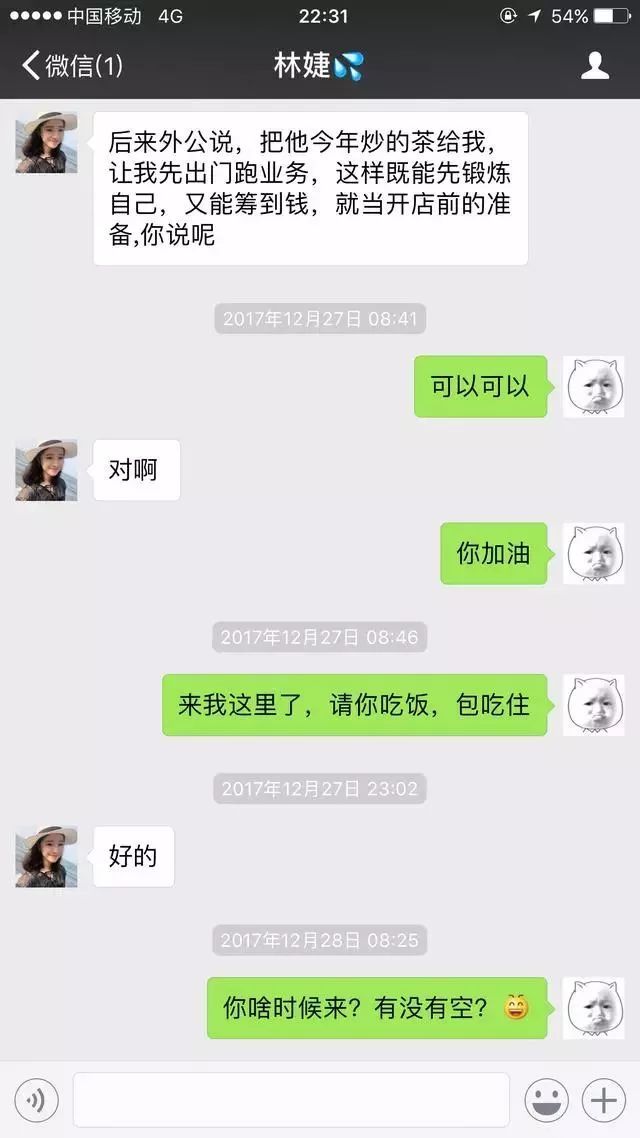 中国移动 4G 22:31 54%
微信(1) 林婕💦
后来外公说，把他今年炒的茶给我，
让我先出门跑业务，这样既能先锻炼
自己，又能筹到钱，就当开店前的准
备,你说呢
2017年12月27日 08:41
可以可以
对啊
你加油
2017年12月27日 08:46
来我这里了，请你吃饭，包吃住
2017年12月27日 23:02
好的
2017年12月28日 08:25
你啥时候来？有没有空？😄